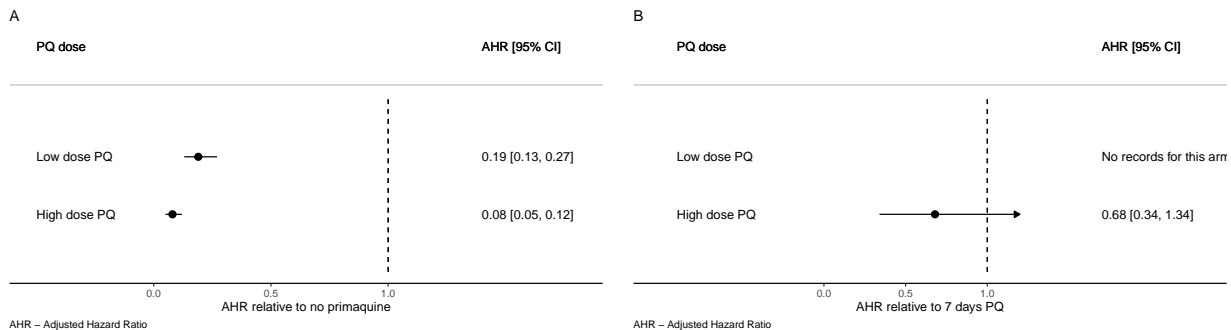 A
PQ dose AHR [95% CI]
Low dose PQ 0.19 [0.13, 0.27]
High dose PQ 0.08 [0.05, 0.12]
0.0 0.5 1.0
AHR relative to no primaquine
AHR – Adjusted Hazard Ratio
B
PQ dose AHR [95% CI]
Low dose PQ No records for this arm
High dose PQ 0.68 [0.34, 1.34]
0.0 0.5 1.0
AHR relative to 7 days PQ
AHR – Adjusted Hazard Ratio